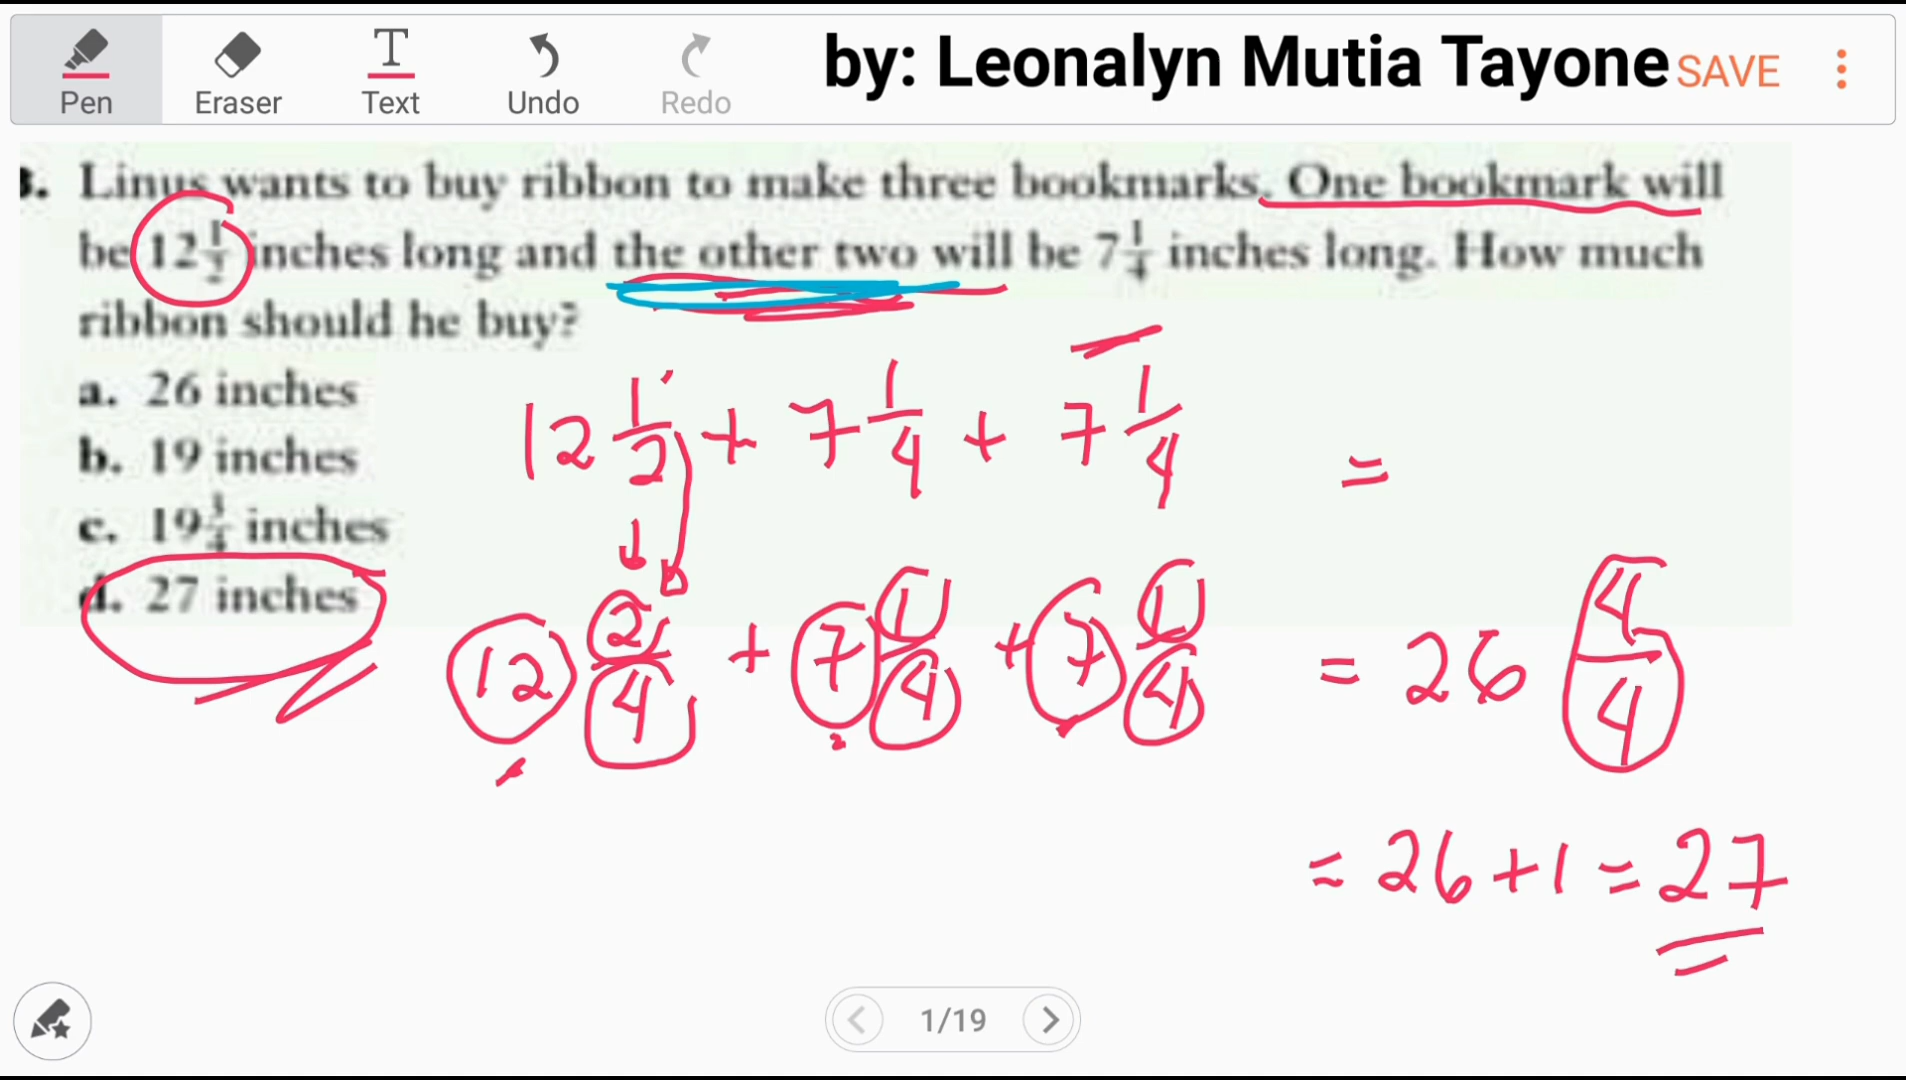 Pen Eraser Text Undo Redo by: Leonalyn Mutia Tayone SAVE
3. Linus wants to buy ribbon to make three bookmarks. One bookmark will
be 12 1/2 inches long and the other two will be 7 1/4 inches long. How much
ribbon should he buy?
a. 26 inches
b. 19 inches
c. 19 3/4 inches
d. 27 inches
12 1/2 + 7 1/4 + 7 1/4 =
12 2/4 + 7 1/4 + 7 1/4 = 26 4/4
= 26 + 1 = 27
1/19